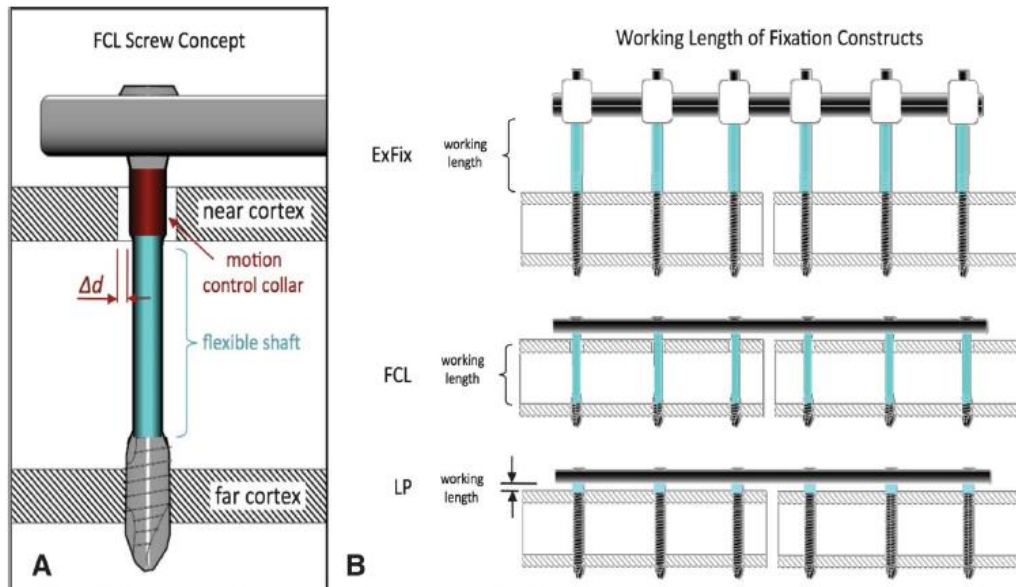 FCL Screw Concept
near cortex
motion
control collar
Δd
flexible shaft
far cortex
A
Working Length of Fixation Constructs
ExFix
working
length
FCL
working
length
LP
working
length
B